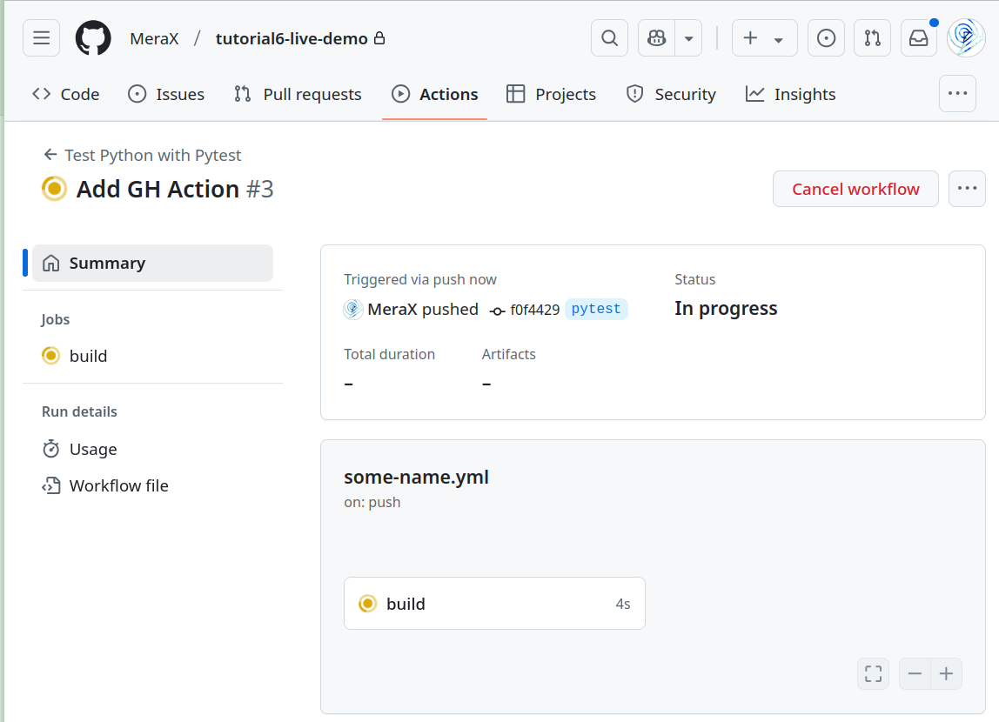 MeraX / tutorial6-live-demo
Code Issues Pull requests Actions Projects Security Insights
Test Python with Pytest
Add GH Action #3
Cancel workflow
Summary
Jobs
build
Run details
Usage
Workflow file
Triggered via push now
MeraX pushed f0f4429 pytest
Status
In progress
Total duration
–
Artifacts
–
some-name.yml
on: push
build 4s